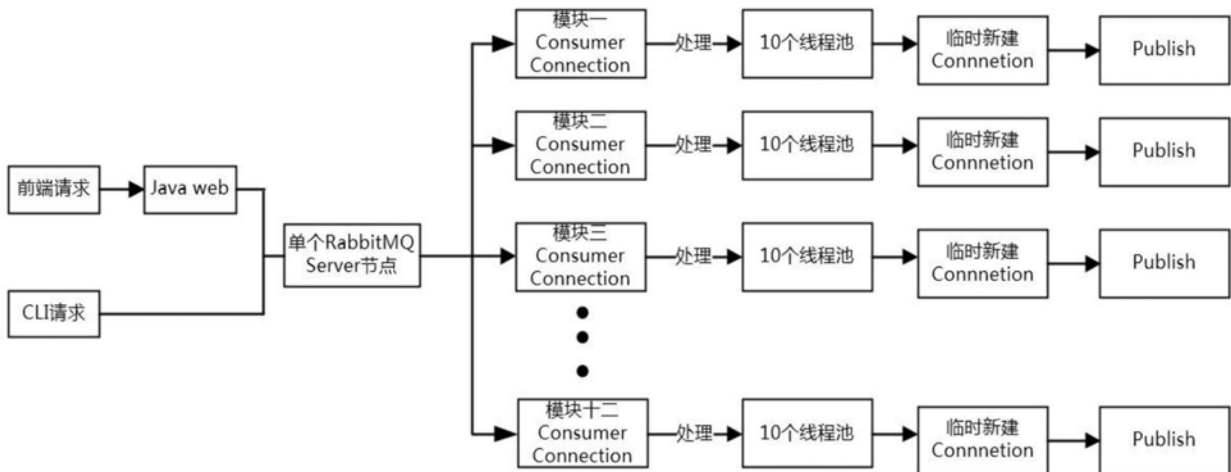 前端请求
Java web
CLI请求
单个RabbitMQ
Server节点
模块一
Consumer
Connection
处理
10个线程池
临时新建
Connnetion
Publish
模块二
Consumer
Connection
处理
10个线程池
临时新建
Connnetion
Publish
模块三
Consumer
Connection
处理
10个线程池
临时新建
Connnetion
Publish
模块十二
Consumer
Connection
处理
10个线程池
临时新建
Connnetion
Publish